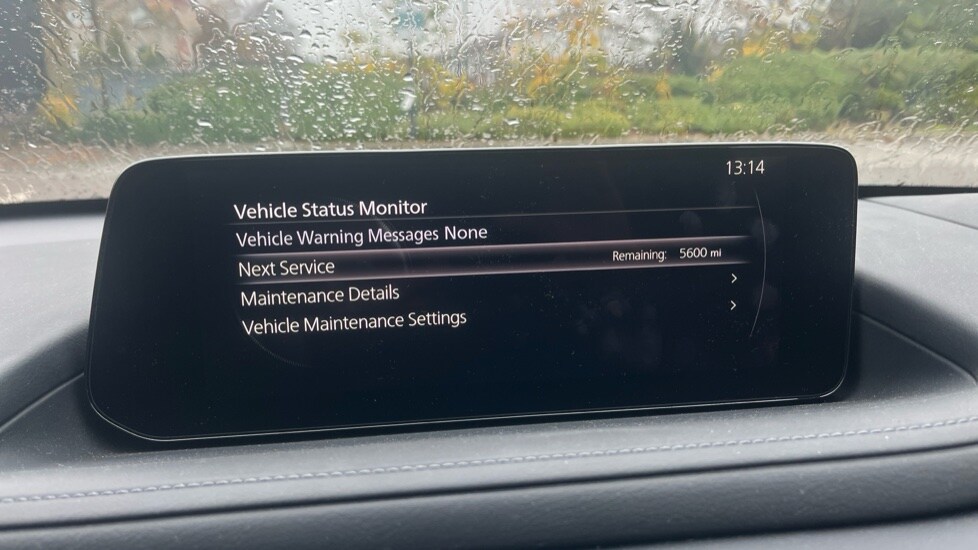 13:14
Vehicle Status Monitor
Vehicle Warning Messages None
Next Service Remaining: 5600 mi
Maintenance Details
Vehicle Maintenance Settings